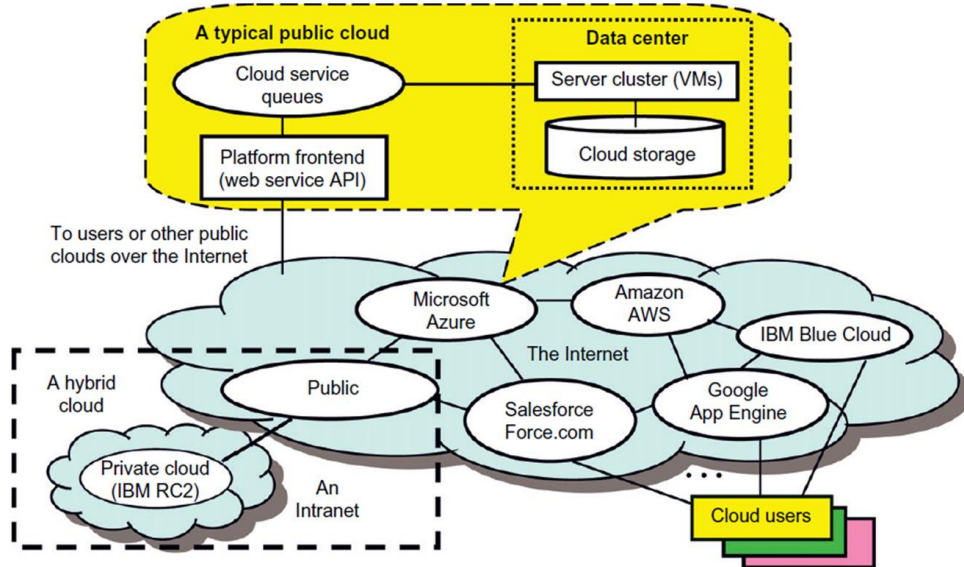 A typical public cloud
Data center
Cloud service
queues
Server cluster (VMs)
Platform frontend
(web service API)
Cloud storage
To users or other public
clouds over the Internet
Microsoft
Azure
Amazon
AWS
IBM Blue Cloud
The Internet
A hybrid
cloud
Public
Salesforce
Force.com
Google
App Engine
Private cloud
(IBM RC2)
An
Intranet
...
Cloud users